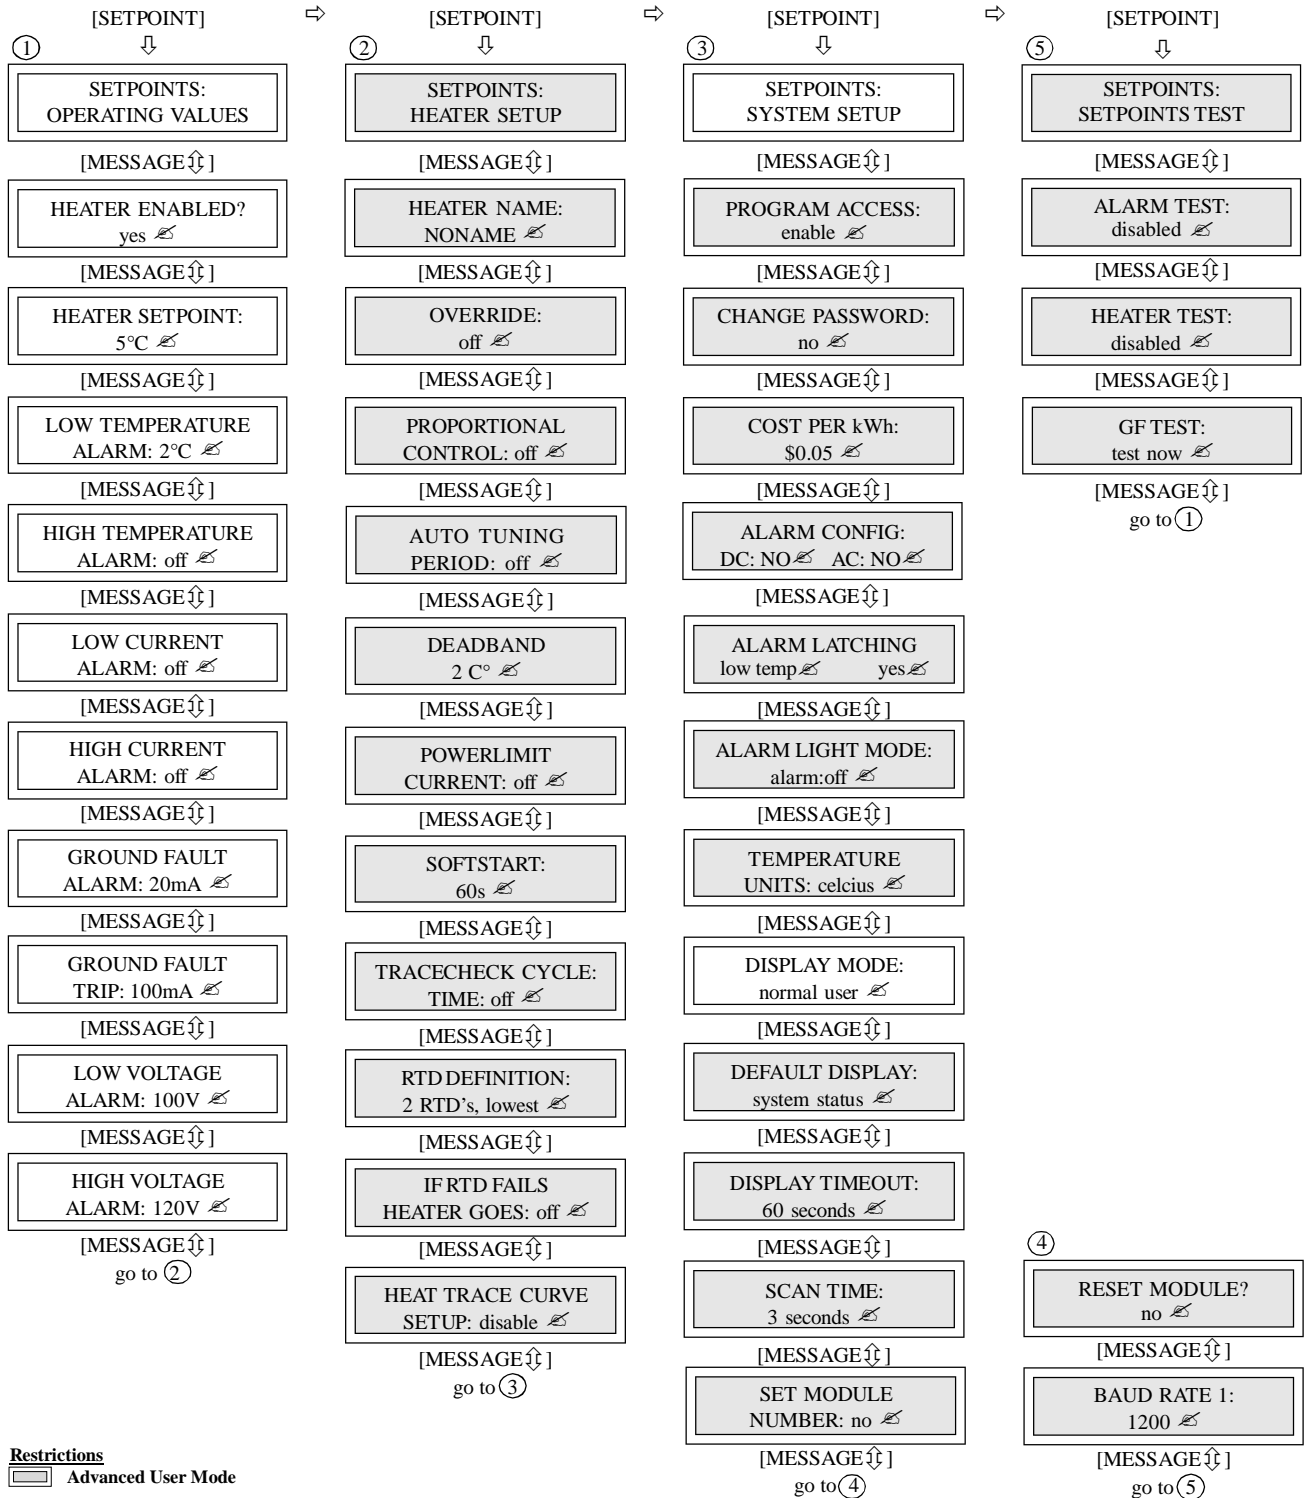 [SETPOINT]
①
SETPOINTS:
OPERATING VALUES
[MESSAGE⇕]
HEATER ENABLED?
yes ✍
[MESSAGE⇕]
HEATER SETPOINT:
5°C ✍
[MESSAGE⇕]
LOW TEMPERATURE
ALARM: 2°C ✍
[MESSAGE⇕]
HIGH TEMPERATURE
ALARM: off ✍
[MESSAGE⇕]
LOW CURRENT
ALARM: off ✍
[MESSAGE⇕]
HIGH CURRENT
ALARM: off ✍
[MESSAGE⇕]
GROUND FAULT
ALARM: 20mA ✍
[MESSAGE⇕]
GROUND FAULT
TRIP: 100mA ✍
[MESSAGE⇕]
LOW VOLTAGE
ALARM: 100V ✍
[MESSAGE⇕]
HIGH VOLTAGE
ALARM: 120V ✍
[MESSAGE⇕]
go to ②
[SETPOINT]
②
SETPOINTS:
HEATER SETUP
[MESSAGE⇕]
HEATER NAME:
NONAME ✍
[MESSAGE⇕]
OVERRIDE:
off ✍
[MESSAGE⇕]
PROPORTIONAL
CONTROL: off ✍
[MESSAGE⇕]
AUTO TUNING
PERIOD: off ✍
[MESSAGE⇕]
DEADBAND
2 C° ✍
[MESSAGE⇕]
POWERLIMIT
CURRENT: off ✍
[MESSAGE⇕]
SOFTSTART:
60s ✍
[MESSAGE⇕]
TRACECHECK CYCLE:
TIME: off ✍
[MESSAGE⇕]
RTD DEFINITION:
2 RTD's, lowest ✍
[MESSAGE⇕]
IF RTD FAILS
HEATER GOES: off ✍
[MESSAGE⇕]
HEAT TRACE CURVE
SETUP: disable ✍
[MESSAGE⇕]
go to ③
[SETPOINT]
③
SETPOINTS:
SYSTEM SETUP
[MESSAGE⇕]
PROGRAM ACCESS:
enable ✍
[MESSAGE⇕]
CHANGE PASSWORD:
no ✍
[MESSAGE⇕]
COST PER kWh:
$0.05 ✍
[MESSAGE⇕]
ALARM CONFIG:
DC: NO✍ AC: NO✍
[MESSAGE⇕]
ALARM LATCHING
low temp✍ yes✍
[MESSAGE⇕]
ALARM LIGHT MODE:
alarm:off ✍
[MESSAGE⇕]
TEMPERATURE
UNITS: celcius ✍
[MESSAGE⇕]
DISPLAY MODE:
normal user ✍
[MESSAGE⇕]
DEFAULT DISPLAY:
system status ✍
[MESSAGE⇕]
DISPLAY TIMEOUT:
60 seconds ✍
[MESSAGE⇕]
SCAN TIME:
3 seconds ✍
[MESSAGE⇕]
SET MODULE
NUMBER: no ✍
[MESSAGE⇕]
go to ④
[SETPOINT]
⑤
SETPOINTS:
SETPOINTS TEST
[MESSAGE⇕]
ALARM TEST:
disabled ✍
[MESSAGE⇕]
HEATER TEST:
disabled ✍
[MESSAGE⇕]
GF TEST:
test now ✍
[MESSAGE⇕]
go to ①
④
RESET MODULE?
no ✍
[MESSAGE⇕]
BAUD RATE 1:
1200 ✍
[MESSAGE⇕]
go to ⑤
Restrictions
Advanced User Mode